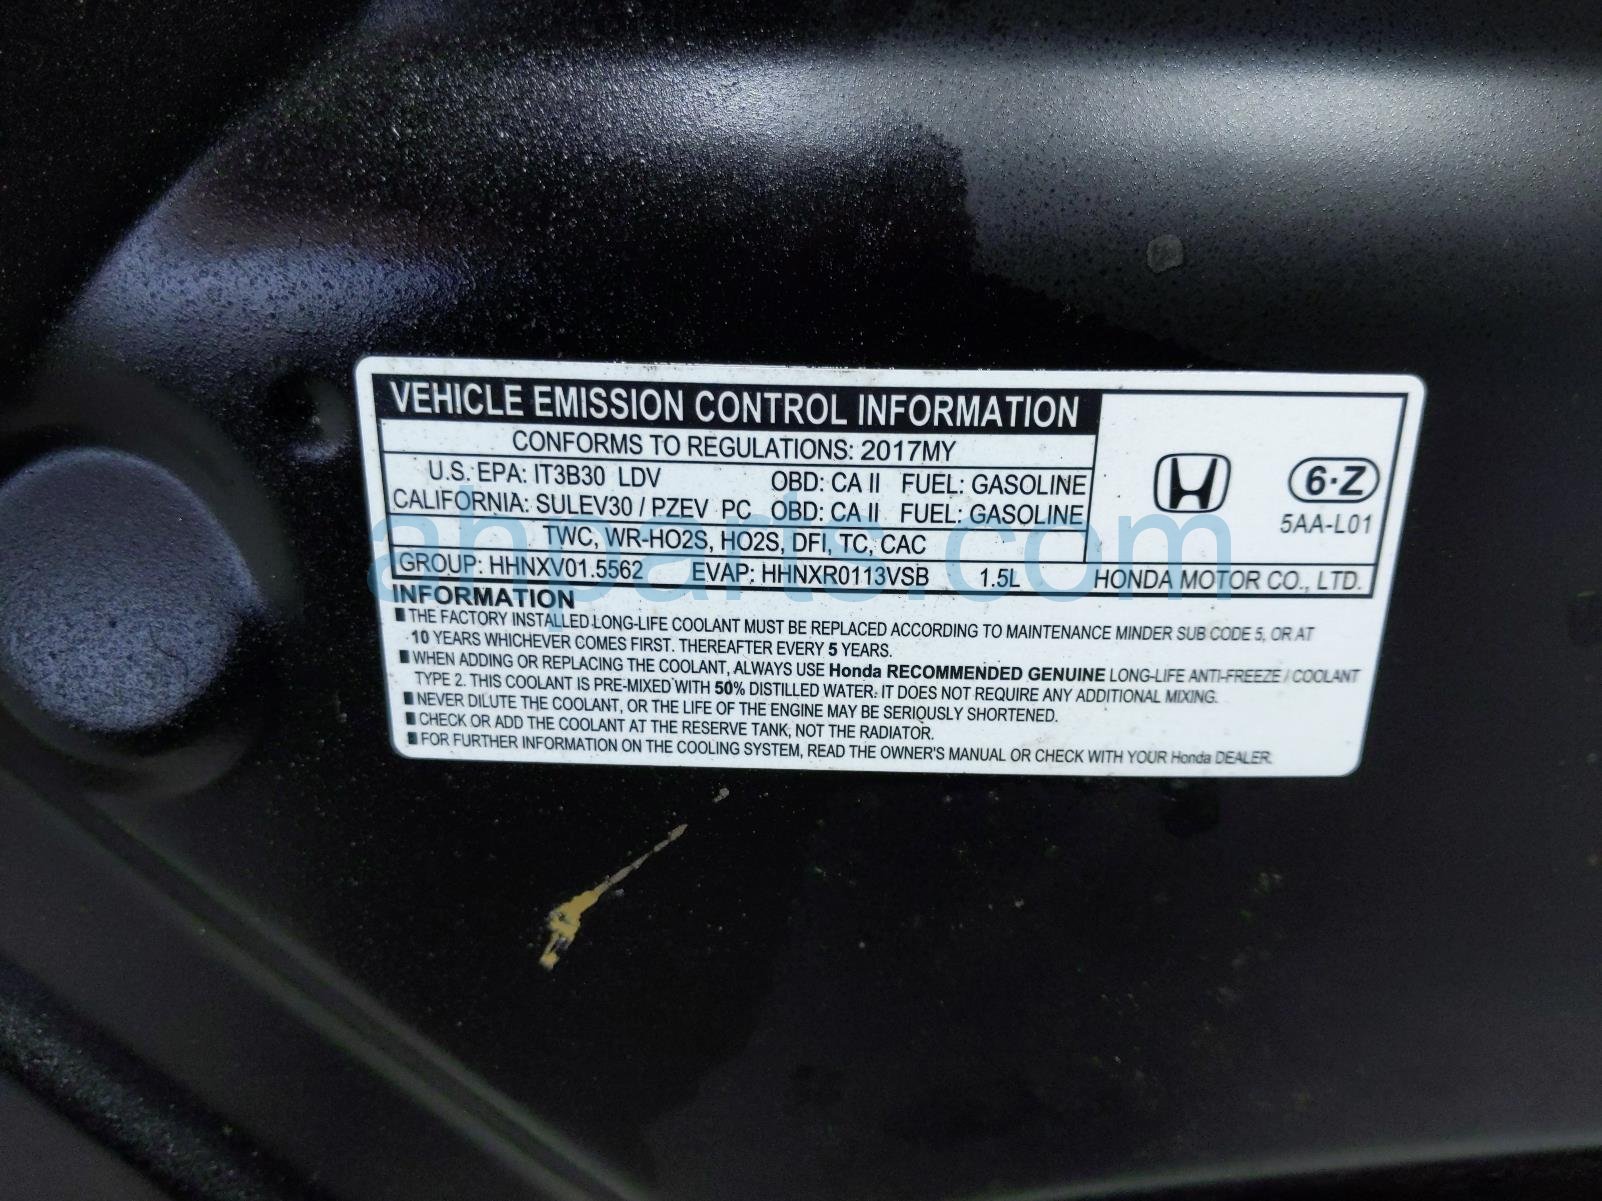 VEHICLE EMISSION CONTROL INFORMATION
CONFORMS TO REGULATIONS: 2017MY
U.S. EPA: IT3B30 LDV OBD: CA II FUEL: GASOLINE
CALIFORNIA: SULEV30 / PZEV PC OBD: CA II FUEL: GASOLINE
TWC, WR-HO2S, HO2S, DFI, TC, CAC
6-Z
5AA-L01
GROUP: HHNXV01.5562 EVAP: HHNXR0113VSB 1.5L HONDA MOTOR CO., LTD.
INFORMATION
■ THE FACTORY INSTALLED LONG-LIFE COOLANT MUST BE REPLACED ACCORDING TO MAINTENANCE MINDER SUB CODE 5, OR AT
10 YEARS WHICHEVER COMES FIRST. THEREAFTER EVERY 5 YEARS.
■ WHEN ADDING OR REPLACING THE COOLANT, ALWAYS USE Honda RECOMMENDED GENUINE LONG-LIFE ANTI-FREEZE / COOLANT
TYPE 2. THIS COOLANT IS PRE-MIXED WITH 50% DISTILLED WATER. IT DOES NOT REQUIRE ANY ADDITIONAL MIXING.
■ NEVER DILUTE THE COOLANT, OR THE LIFE OF THE ENGINE MAY BE SERIOUSLY SHORTENED.
■ CHECK OR ADD THE COOLANT AT THE RESERVE TANK, NOT THE RADIATOR.
■ FOR FURTHER INFORMATION ON THE COOLING SYSTEM, READ THE OWNER'S MANUAL OR CHECK WITH YOUR Honda DEALER.
ahparts.com